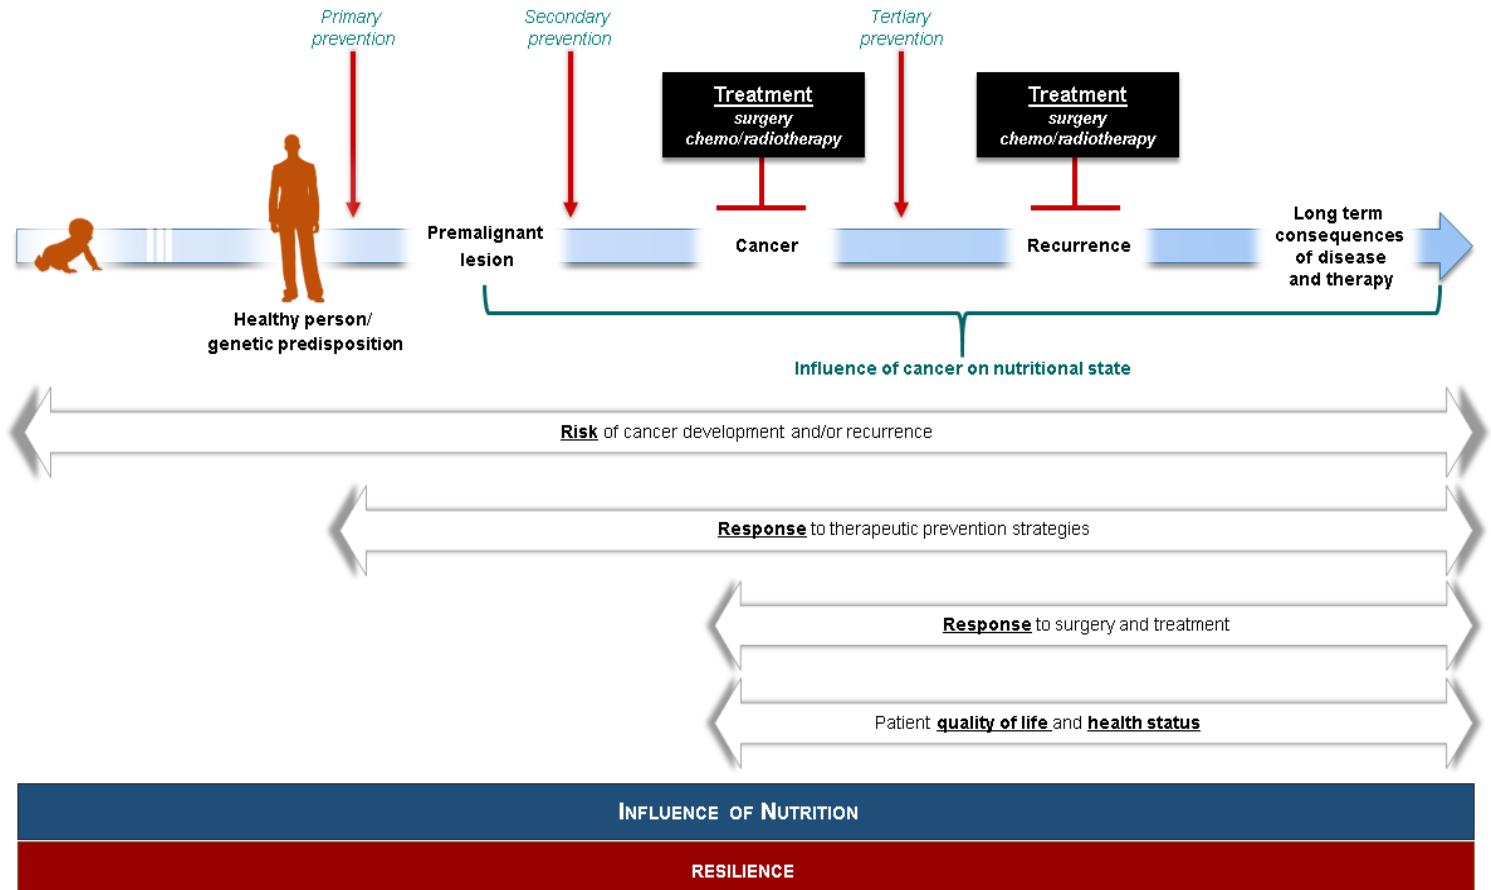 Primary
prevention
Secondary
prevention
Tertiary
prevention
Treatment
surgery
chemo/radiotherapy
Treatment
surgery
chemo/radiotherapy
Healthy person/
genetic predisposition
Premalignant
lesion
Cancer
Recurrence
Long term
consequences
of disease
and therapy
Influence of cancer on nutritional state
Risk of cancer development and/or recurrence
Response to therapeutic prevention strategies
Response to surgery and treatment
Patient quality of life and health status
INFLUENCE OF NUTRITION
RESILIENCE